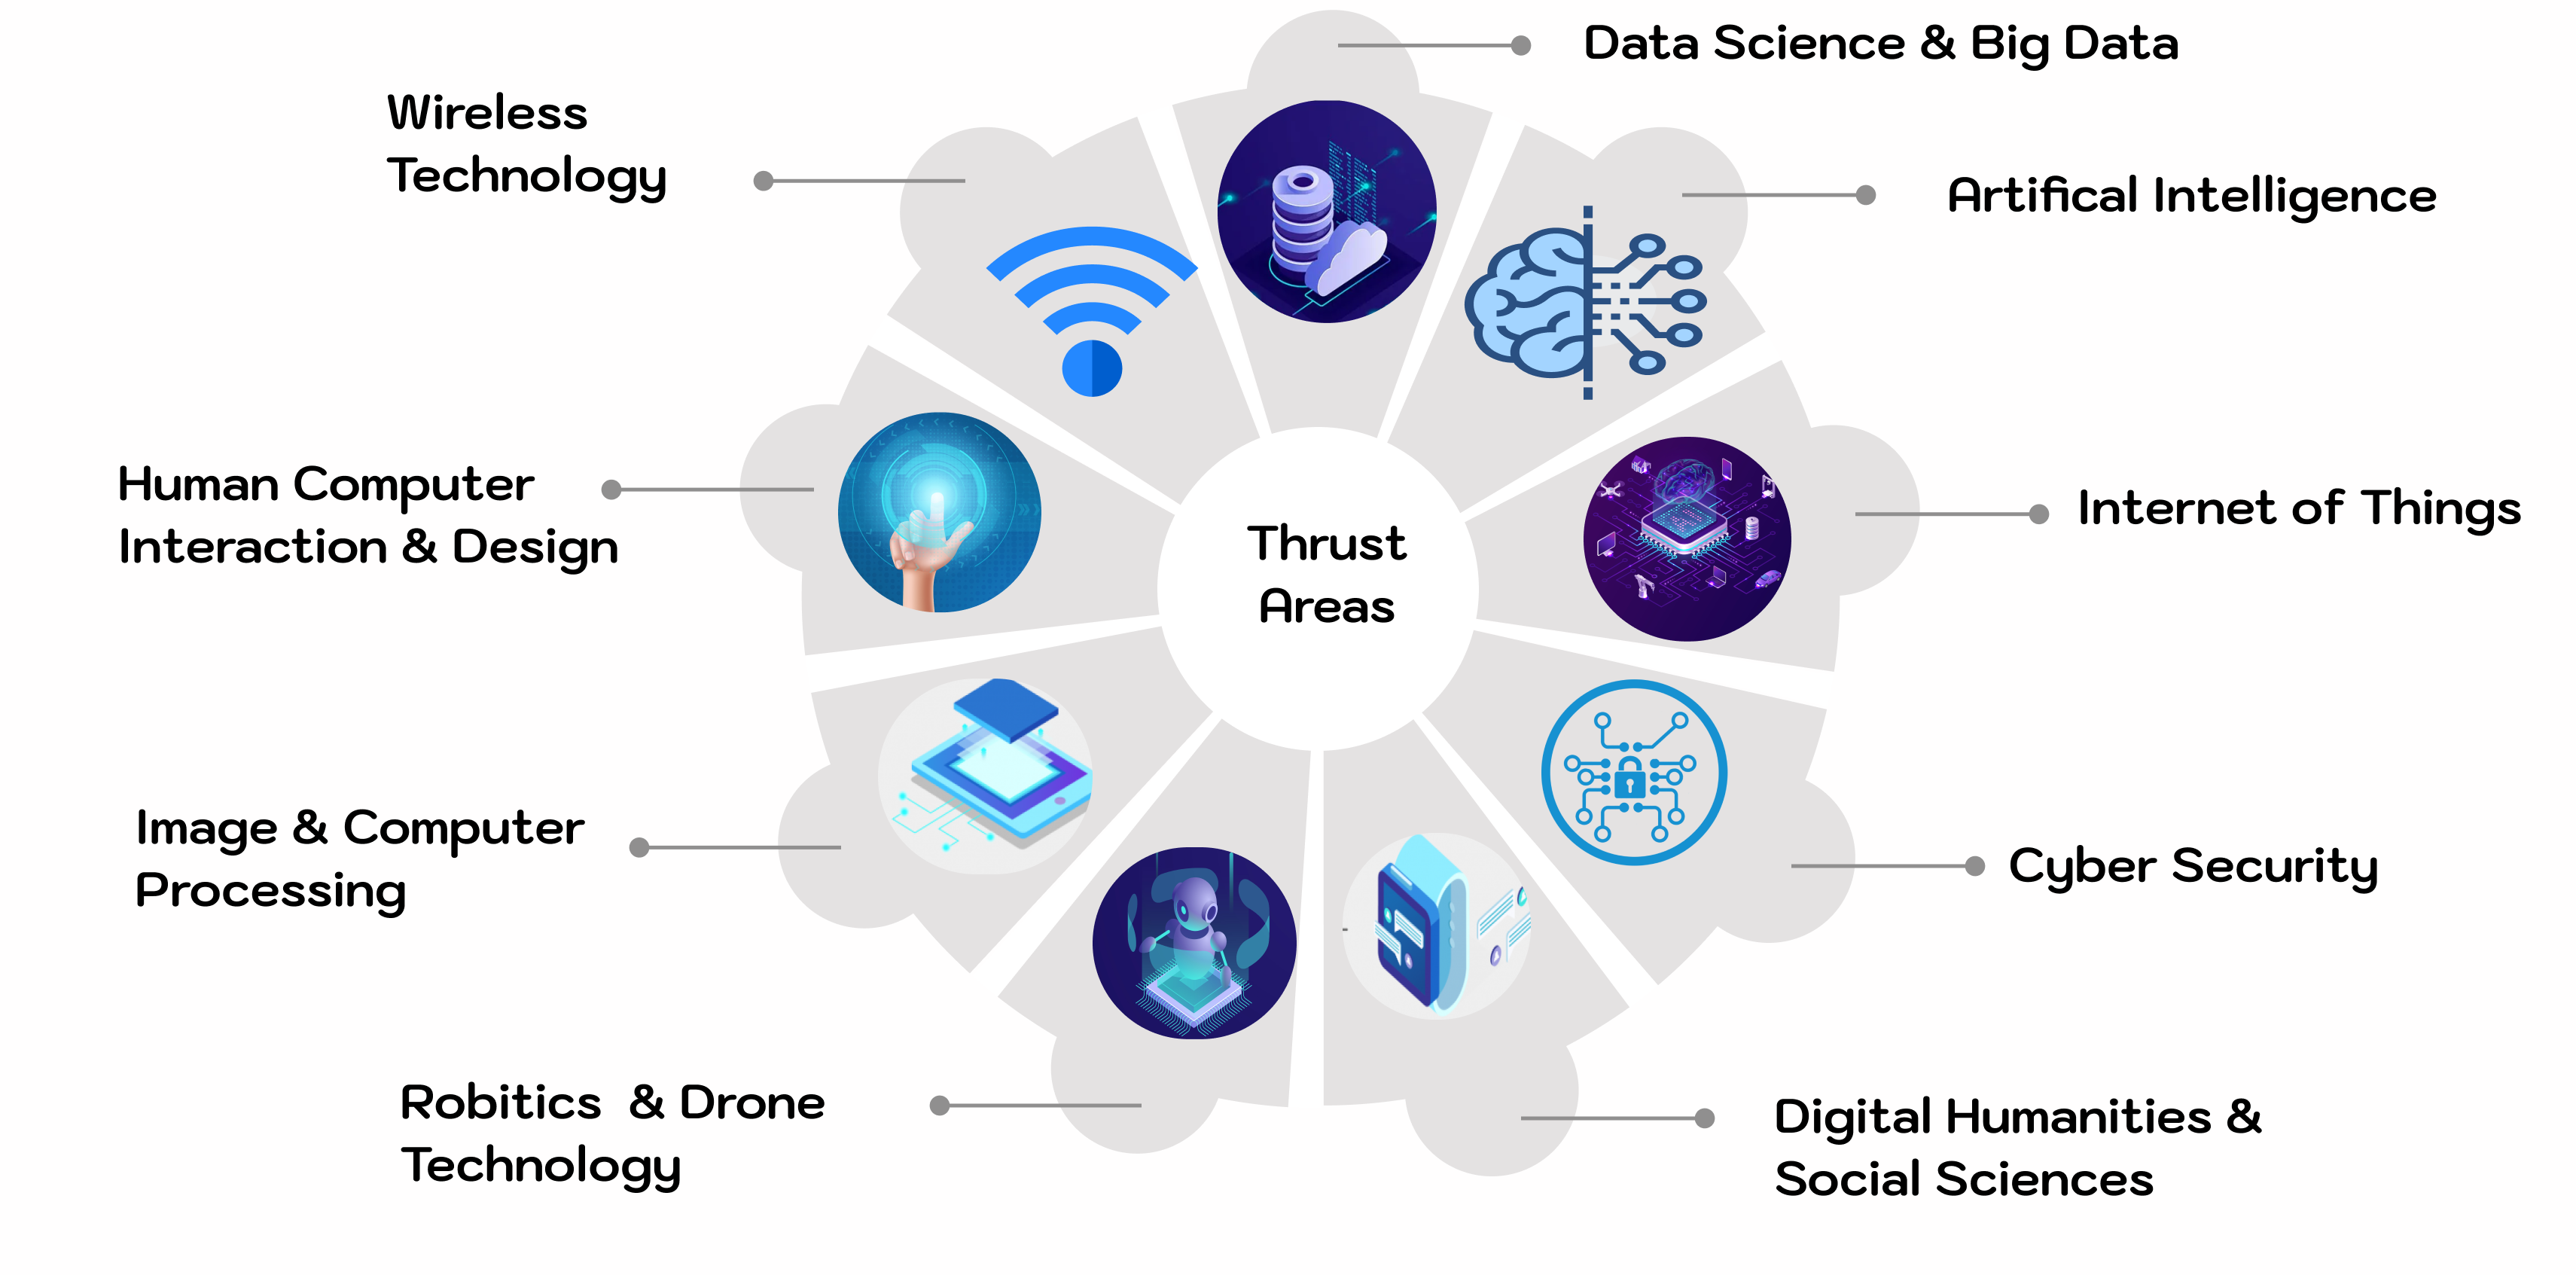 Data Science & Big Data
Wireless
Technology
Artifical Intelligence
Human Computer
Interaction & Design
Internet of Things
Thrust
Areas
Image & Computer
Processing
Cyber Security
Robitics & Drone
Technology
Digital Humanities &
Social Sciences